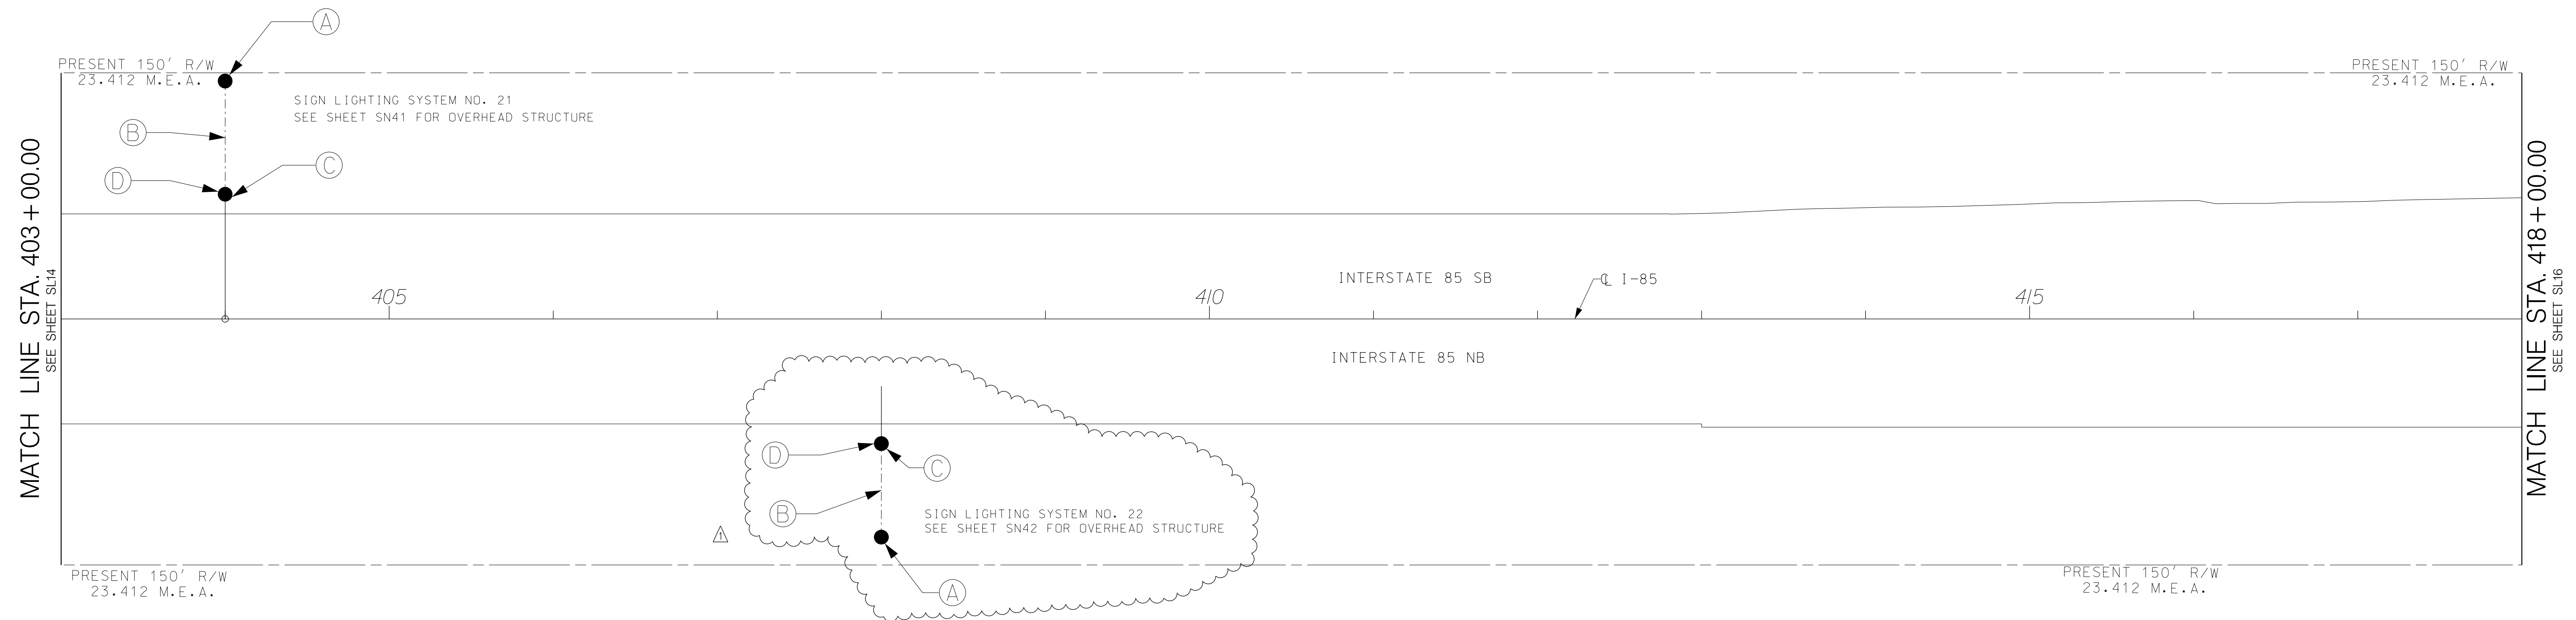 A
PRESENT 150' R/W
23.412 M.E.A.
PRESENT 150' R/W
23.412 M.E.A.
SIGN LIGHTING SYSTEM NO. 21
SEE SHEET SN41 FOR OVERHEAD STRUCTURE
B
C
D
MATCH LINE STA. 403+00.00
SEE SHEET SL14
405
410
415
INTERSTATE 85 SB
℄ I-85
INTERSTATE 85 NB
MATCH LINE STA. 418+00.00
SEE SHEET SL16
D
C
B
SIGN LIGHTING SYSTEM NO. 22
SEE SHEET SN42 FOR OVERHEAD STRUCTURE
1
A
PRESENT 150' R/W
23.412 M.E.A.
PRESENT 150' R/W
23.412 M.E.A.